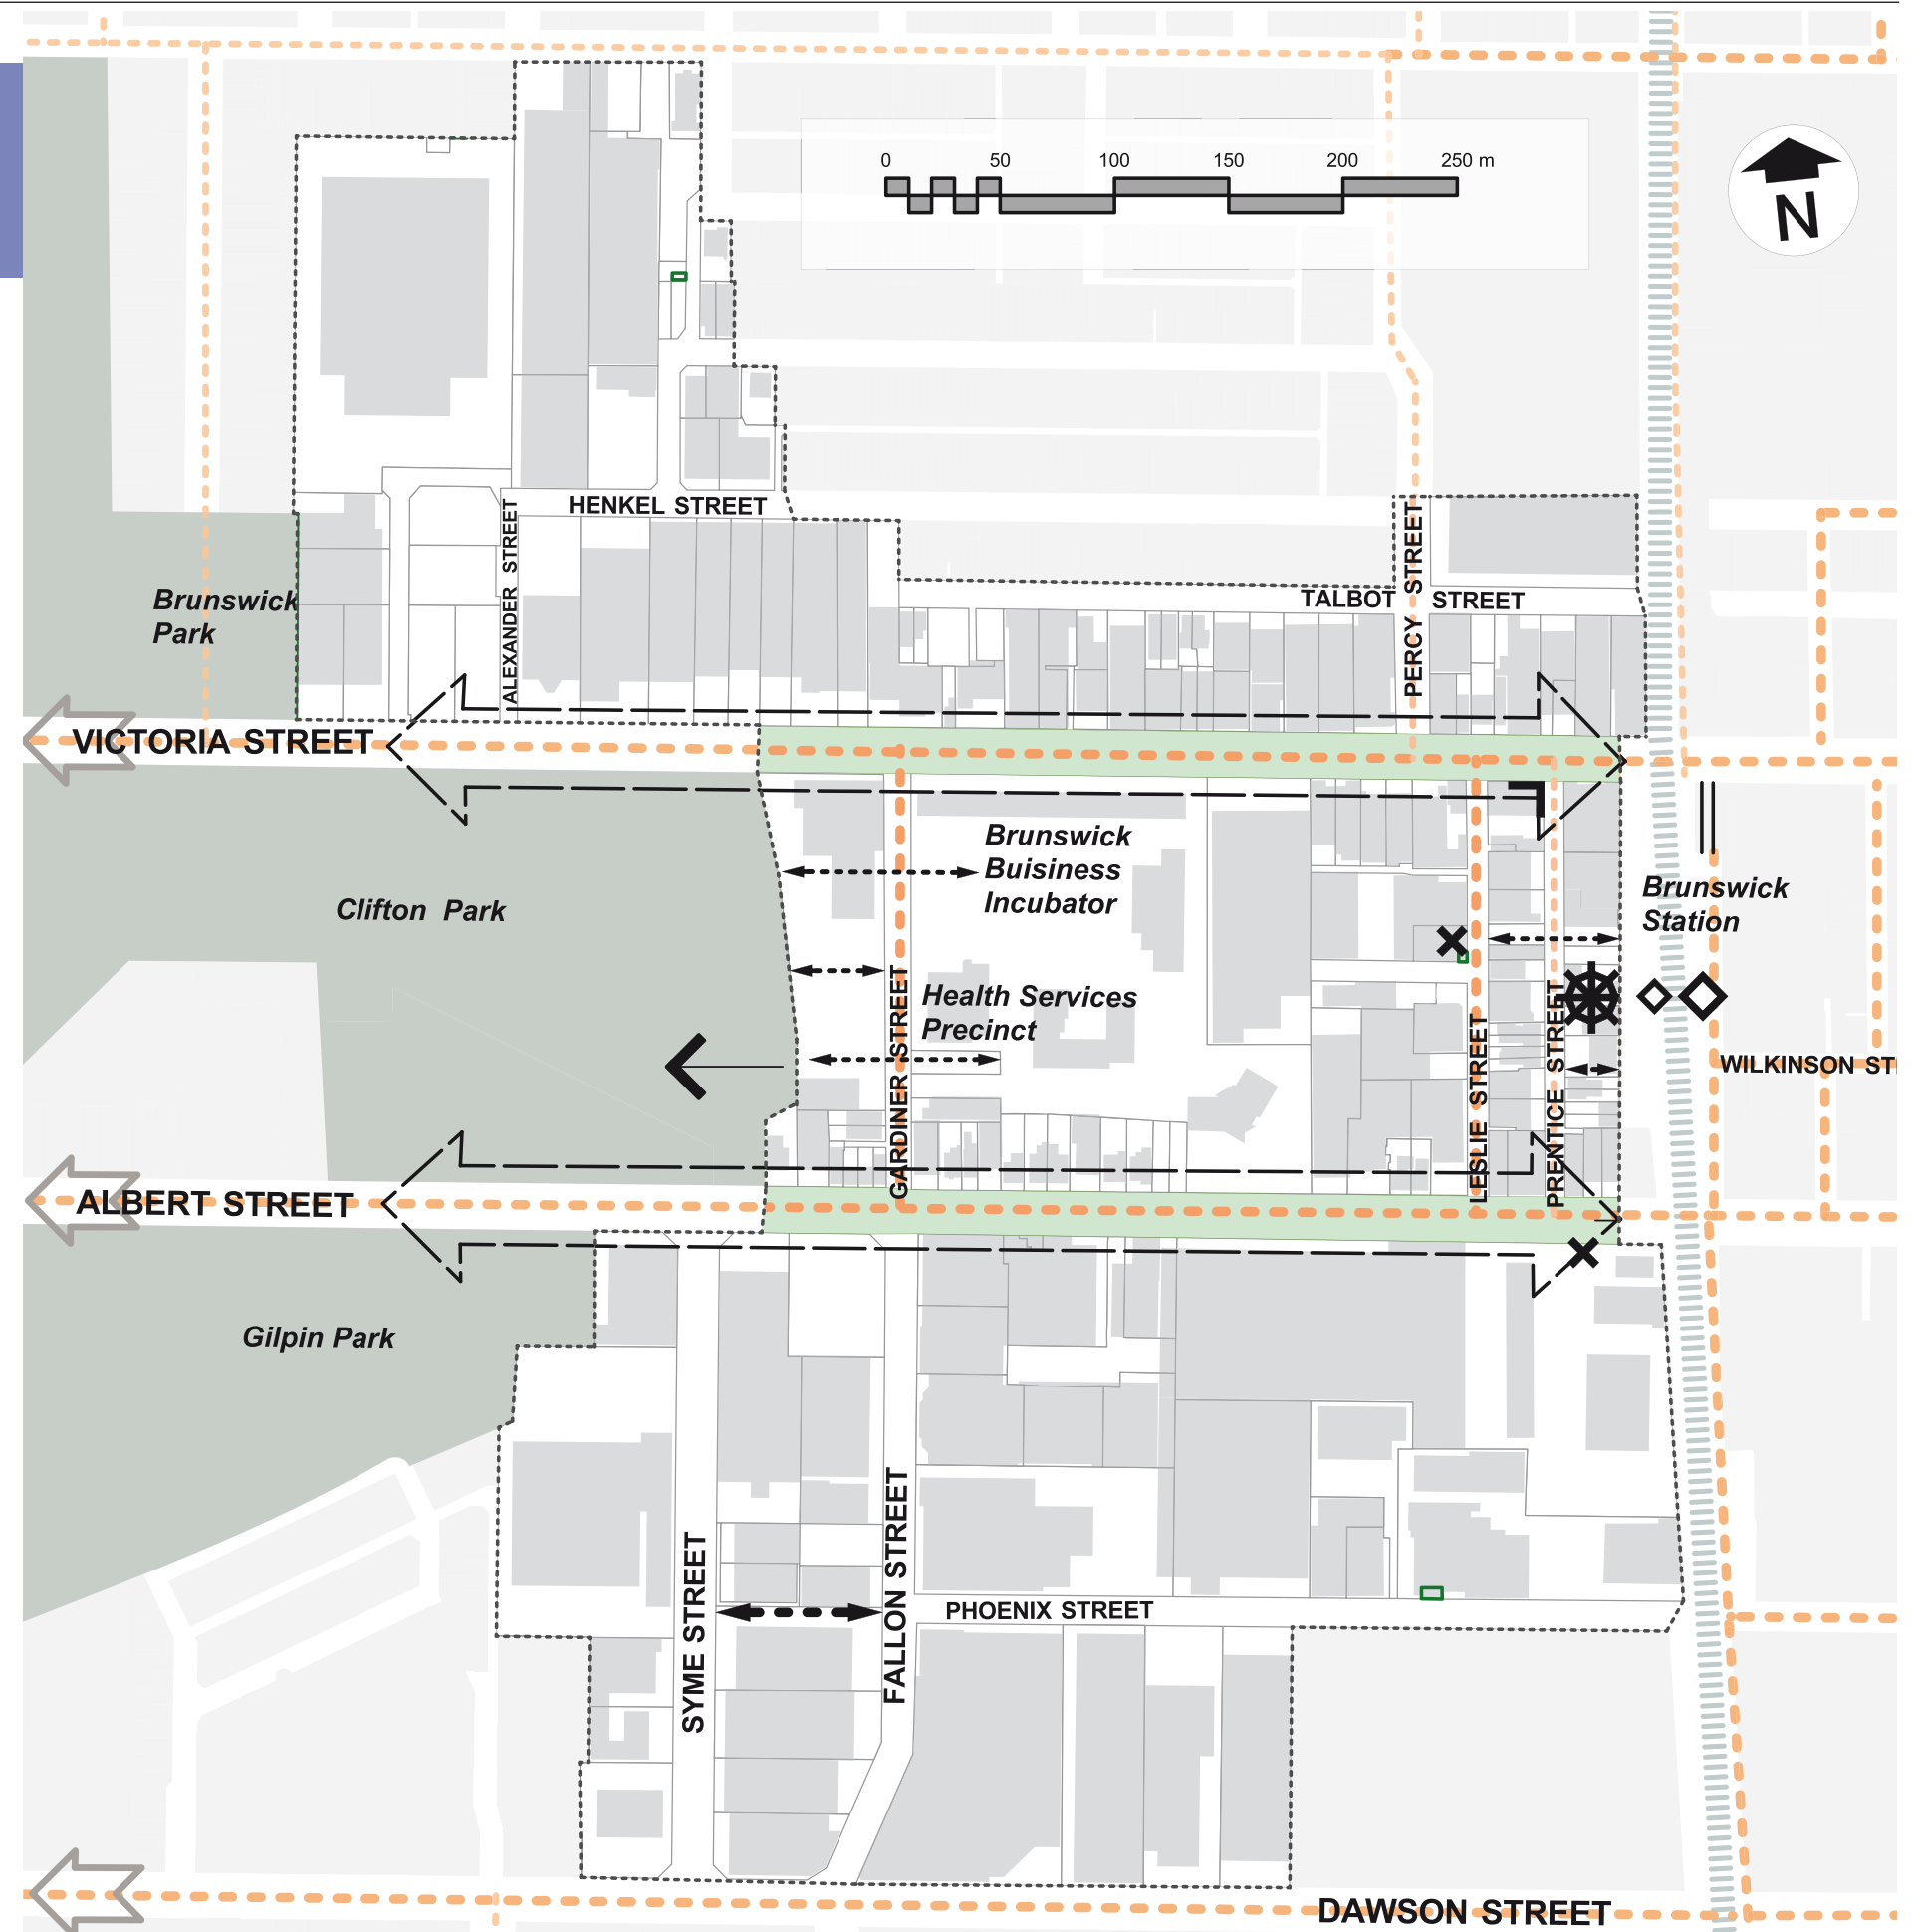 0 50 100 150 200 250 m
N
HENKEL STREET
ALEXANDER STREET
PERCY STREET
TALBOT STREET
Brunswick
Park
VICTORIA STREET
Brunswick
Buisiness
Incubator
Brunswick
Station
Clifton Park
Health Services
Precinct
GARDINER STREET
LESLIE STREET
PRENTICE STREET
WILKINSON ST
ALBERT STREET
Gilpin Park
SYME STREET
FALLON STREET
PHOENIX STREET
DAWSON STREET